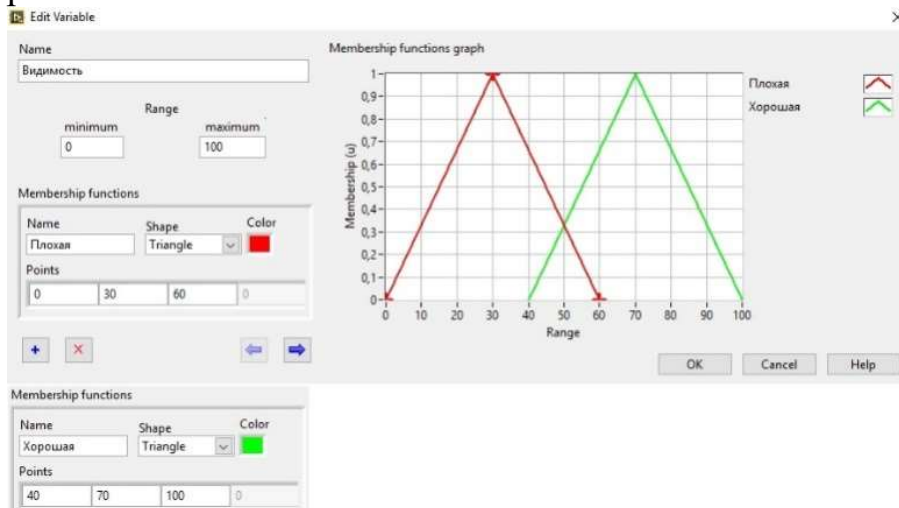 Edit Variable
Name
Видимость
Range
minimum maximum
0 100
Membership functions
Name Shape Color
Плохая Triangle
Points
0 30 60 0
Membership functions graph
Membership (u)
1
0,9
0,8
0,7
0,6
0,5
0,4
0,3
0,2
0,1
0
0 10 20 30 40 50 60 70 80 90 100
Range
Плохая
Хорошая
OK Cancel Help
Membership functions
Name Shape Color
Хорошая Triangle
Points
40 70 100 0